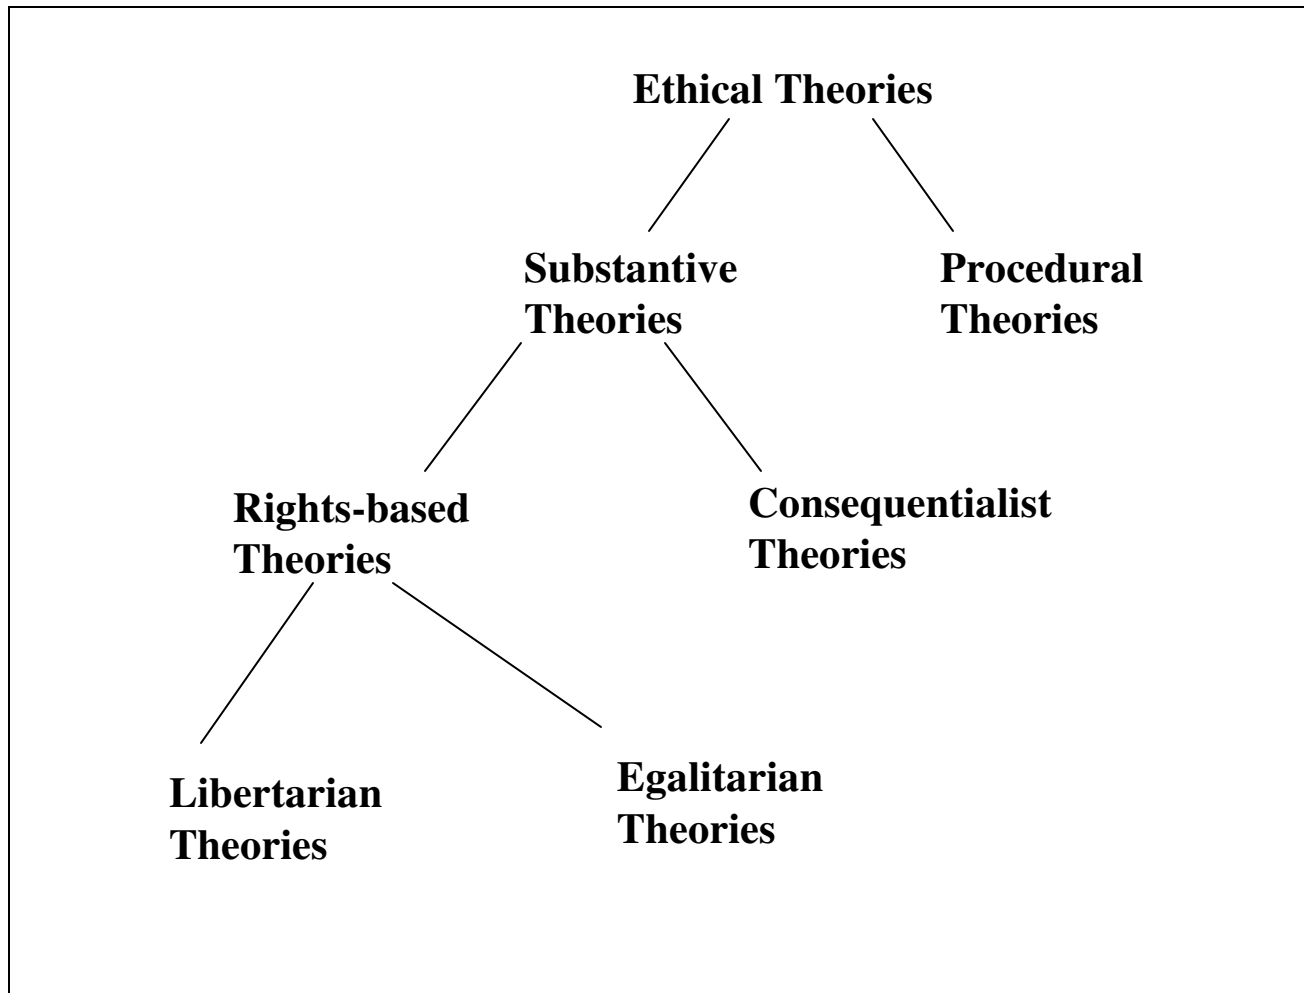 Ethical Theories
Substantive
Theories
Procedural
Theories
Rights-based
Theories
Consequentialist
Theories
Libertarian
Theories
Egalitarian
Theories